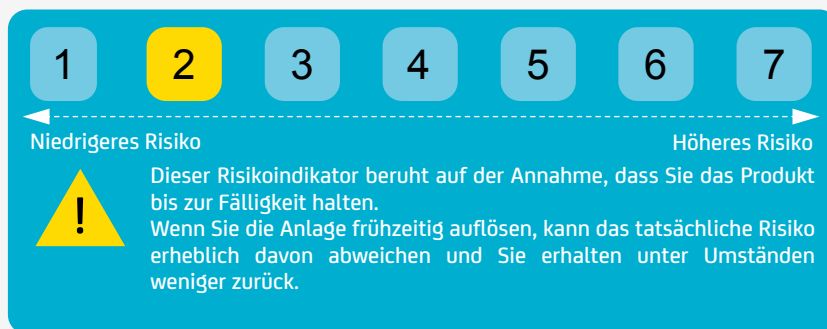 1 2 3 4 5 6 7
Niedrigeres Risiko Höheres Risiko
!
Dieser Risikoindikator beruht auf der Annahme, dass Sie das Produkt
bis zur Fälligkeit halten.
Wenn Sie die Anlage frühzeitig auflösen, kann das tatsächliche Risiko
erheblich davon abweichen und Sie erhalten unter Umständen
weniger zurück.